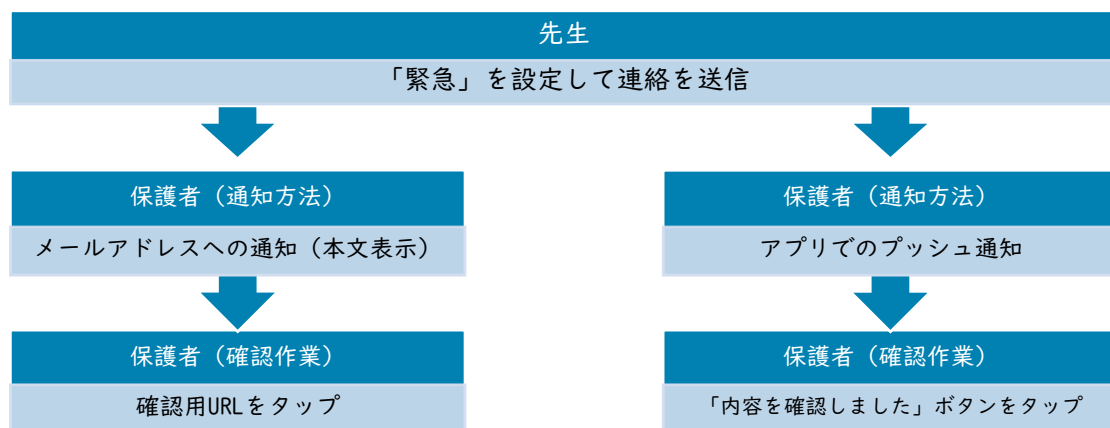 先生
「緊急」を設定して連絡を送信
保護者（通知方法）
メールアドレスへの通知（本文表示）
保護者（確認作業）
確認用URLをタップ
保護者（通知方法）
アプリでのプッシュ通知
保護者（確認作業）
「内容を確認しました」ボタンをタップ